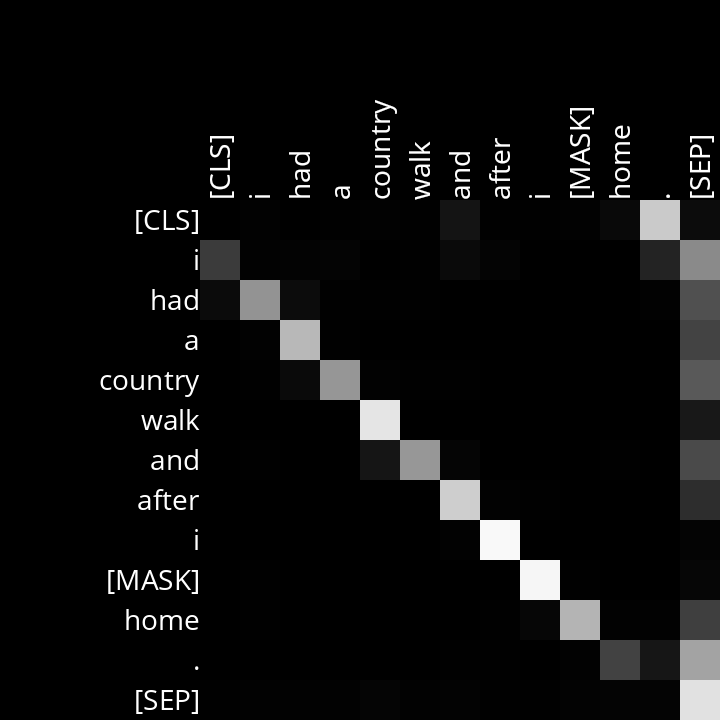 [CLS] i had a country walk and after i [MASK] home . [SEP]
[CLS]
i
had
a
country
walk
and
after
i
[MASK]
home
.
[SEP]